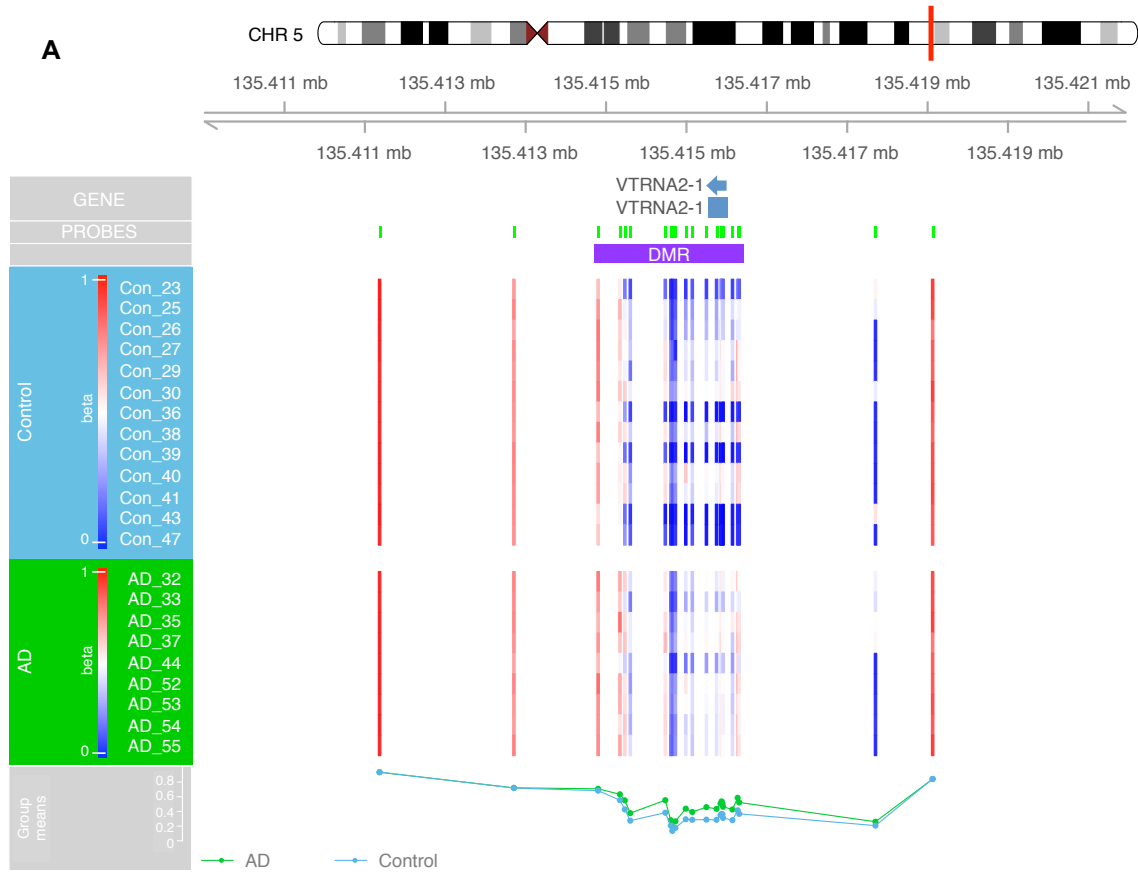 A
CHR 5
135.411 mb 135.413 mb 135.415 mb 135.417 mb 135.419 mb 135.421 mb
135.411 mb 135.413 mb 135.415 mb 135.417 mb 135.419 mb
GENE
VTRNA2-1
VTRNA2-1
PROBES
DMR
Control
1
beta
0
Con_23
Con_25
Con_26
Con_27
Con_29
Con_30
Con_36
Con_38
Con_39
Con_40
Con_41
Con_43
Con_47
AD
1
beta
0
AD_32
AD_33
AD_35
AD_37
AD_44
AD_52
AD_53
AD_54
AD_55
Group
means
0.8
0.6
0.4
0.2
0
AD Control